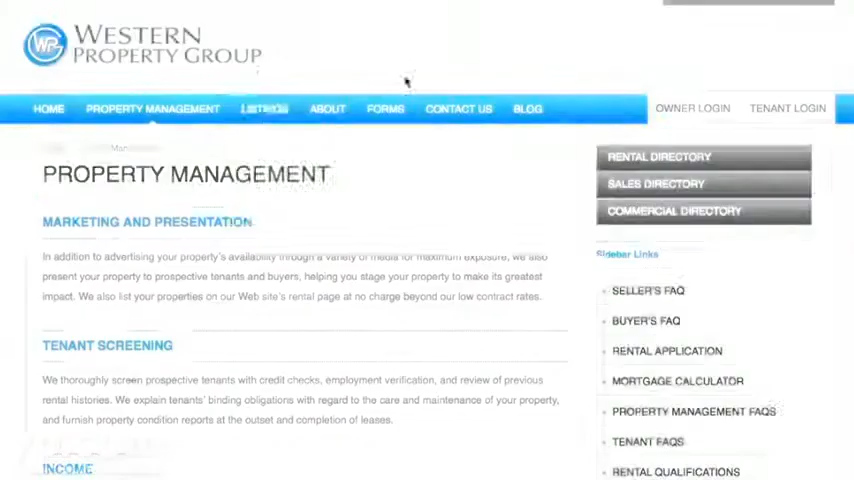 WESTERN
PROPERTY GROUP
HOME PROPERTY MANAGEMENT LISTINGS ABOUT FORMS CONTACT US BLOG OWNER LOGIN TENANT LOGIN
PROPERTY MANAGEMENT
MARKETING AND PRESENTATION
In addition to advertising your property's availability through a variety of media for maximum exposure, we also
present your property to prospective tenants and buyers, helping you stage your property to make its greatest
impact. We also list your properties on our Web site's rental page at no charge beyond our low contract rates.
TENANT SCREENING
We thoroughly screen prospective tenants with credit checks, employment verification, and review of previous
rental histories. We explain tenants' binding obligations with regard to the care and maintenance of your property,
and furnish property condition reports at the outset and completion of leases.
INCOME
RENTAL DIRECTORY
SALES DIRECTORY
COMMERCIAL DIRECTORY
Sidebar Links
SELLER'S FAQ
BUYER'S FAQ
RENTAL APPLICATION
MORTGAGE CALCULATOR
PROPERTY MANAGEMENT FAQS
TENANT FAQS
RENTAL QUALIFICATIONS